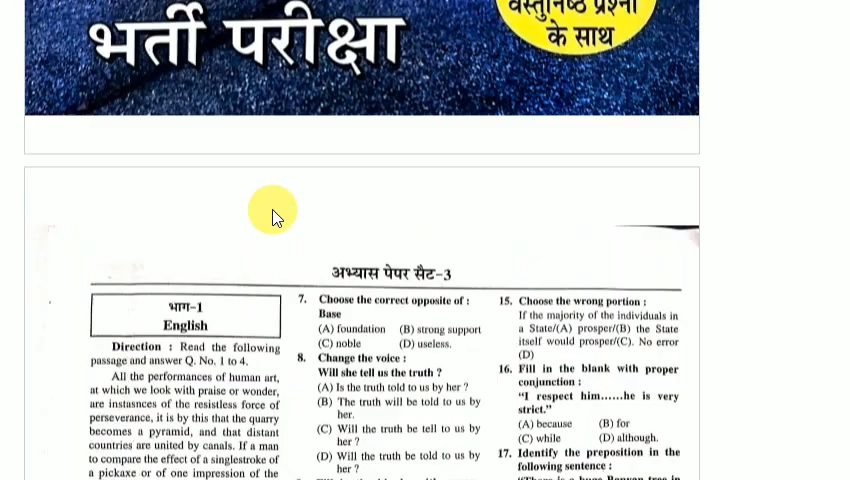 भर्ती परीक्षा
वस्तुनिष्ठ प्रश्नों
के साथ
अभ्यास पेपर सैट-3
भाग-1
English
Direction : Read the following
passage and answer Q. No. 1 to 4.
All the performances of human art,
at which we look with praise or wonder,
are instasnces of the resistless force of
perseverance, it is by this that the quarry
becomes a pyramid, and that distant
countries are united by canals. If a man
to compare the effect of a singlestroke of
a pickaxe or of one impression of the
7. Choose the correct opposite of :
Base
(A) foundation (B) strong support
(C) noble (D) useless.
8. Change the voice :
Will she tell us the truth ?
(A) Is the truth told to us by her ?
(B) The truth will be told to us by
her.
(C) Will the truth be tell to us by
her ?
(D) Will the truth be told to us by
her ?
15. Choose the wrong portion :
If the majority of the individuals in
a State/(A) prosper/(B) the State
itself would prosper/(C). No error
(D)
16. Fill in the blank with proper
conjunction :
“I respect him......he is very
strict.”
(A) because (B) for
(C) while (D) although.
17. Identify the preposition in the
following sentence :
“There is a huge Banyan tree in